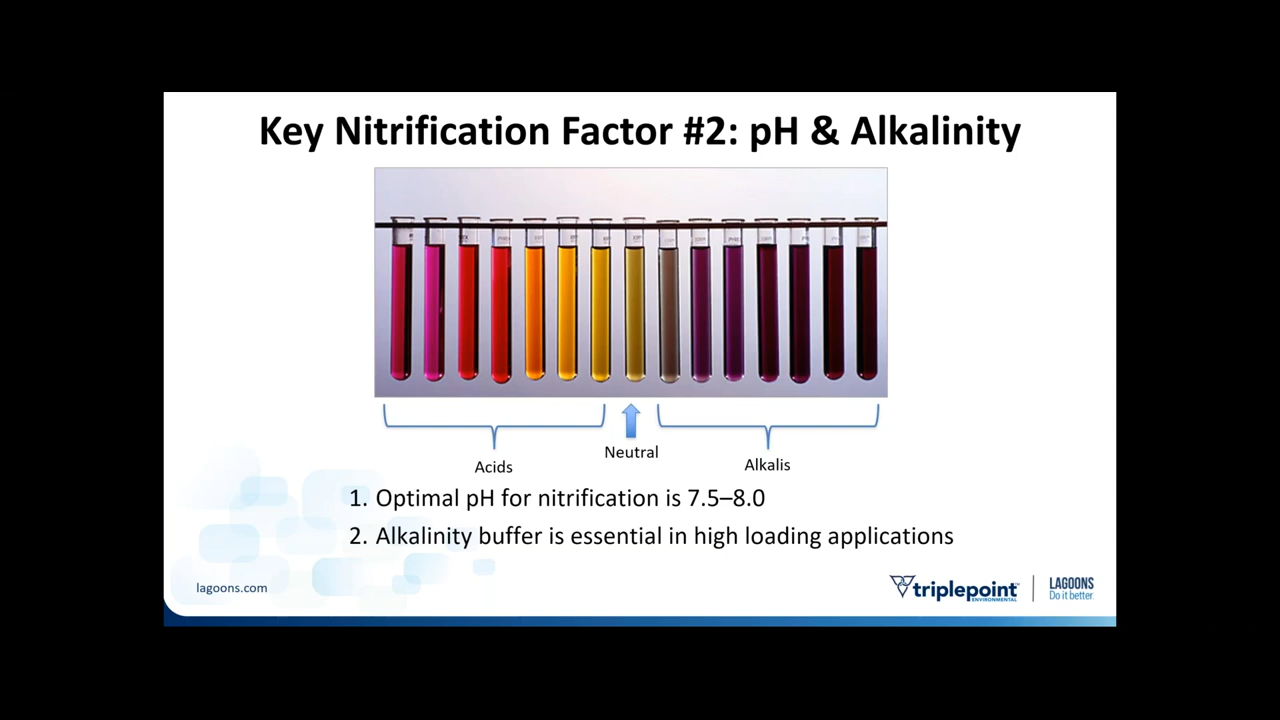 Key Nitrification Factor #2: pH & Alkalinity
Acids
Neutral
Alkalis
1. Optimal pH for nitrification is 7.5–8.0
2. Alkalinity buffer is essential in high loading applications
lagoons.com
triplepoint™
ENVIRONMENTAL
LAGOONS
Do it better.